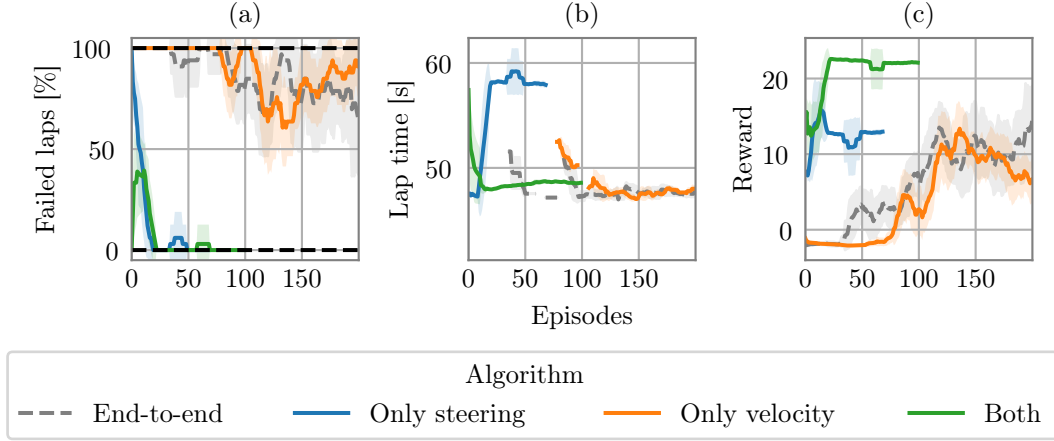 (a) (b) (c)
Failed laps [%]
100
50
0
0 50 100 150
Lap time [s]
60
50
0 50 100 150
Reward
20
10
0
0 50 100 150
Episodes
Algorithm
End-to-end Only steering Only velocity Both